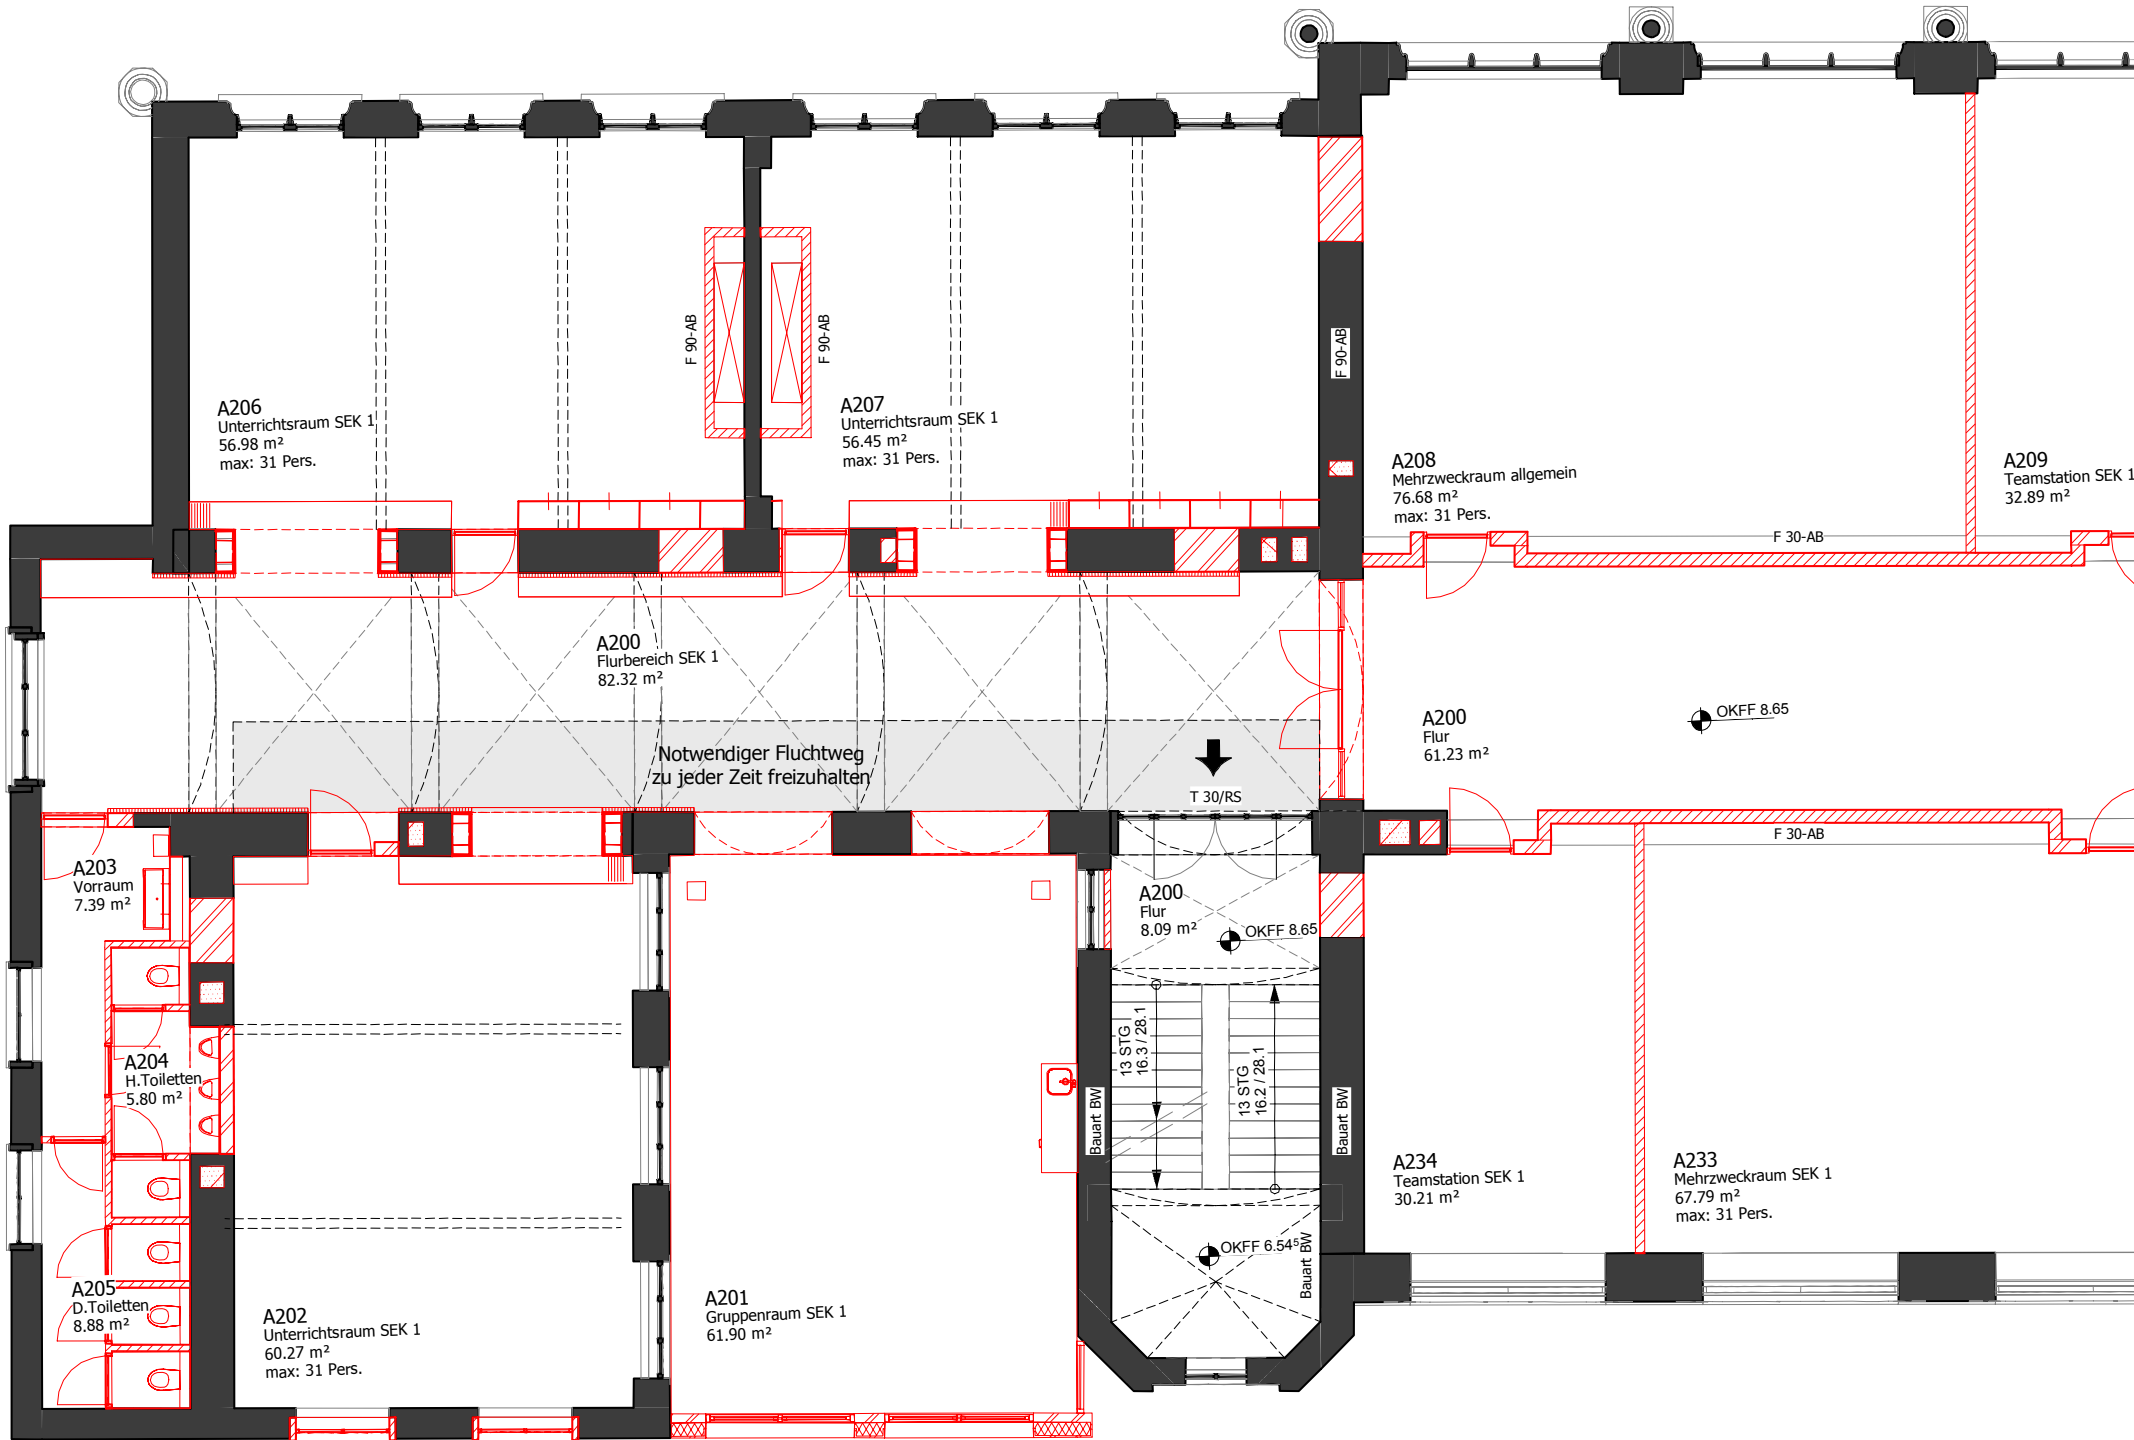 A206
Unterrichtsraum SEK 1
56.98 m²
max: 31 Pers.
F 90-AB
F 90-AB
A207
Unterrichtsraum SEK 1
56.45 m²
max: 31 Pers.
F 90-AB
A208
Mehrzweckraum allgemein
76.68 m²
max: 31 Pers.
A209
Teamstation SEK 1
32.89 m²
F 30-AB
A200
Flurbereich SEK 1
82.32 m²
Notwendiger Fluchtweg
zu jeder Zeit freizuhalten
T 30/RS
A200
Flur
61.23 m²
OKFF 8.65
F 30-AB
A203
Vorraum
7.39 m²
A200
Flur
8.09 m²
OKFF 8.65
13 STG
16.3 / 28.1
13 STG
16.2 / 28.1
A204
H.Toiletten
5.80 m²
Bauart BW
Bauart BW
A234
Teamstation SEK 1
30.21 m²
A233
Mehrzweckraum SEK 1
67.79 m²
max: 31 Pers.
OKFF 6.54⁵
Bauart BW
A205
D.Toiletten
8.88 m²
A202
Unterrichtsraum SEK 1
60.27 m²
max: 31 Pers.
A201
Gruppenraum SEK 1
61.90 m²